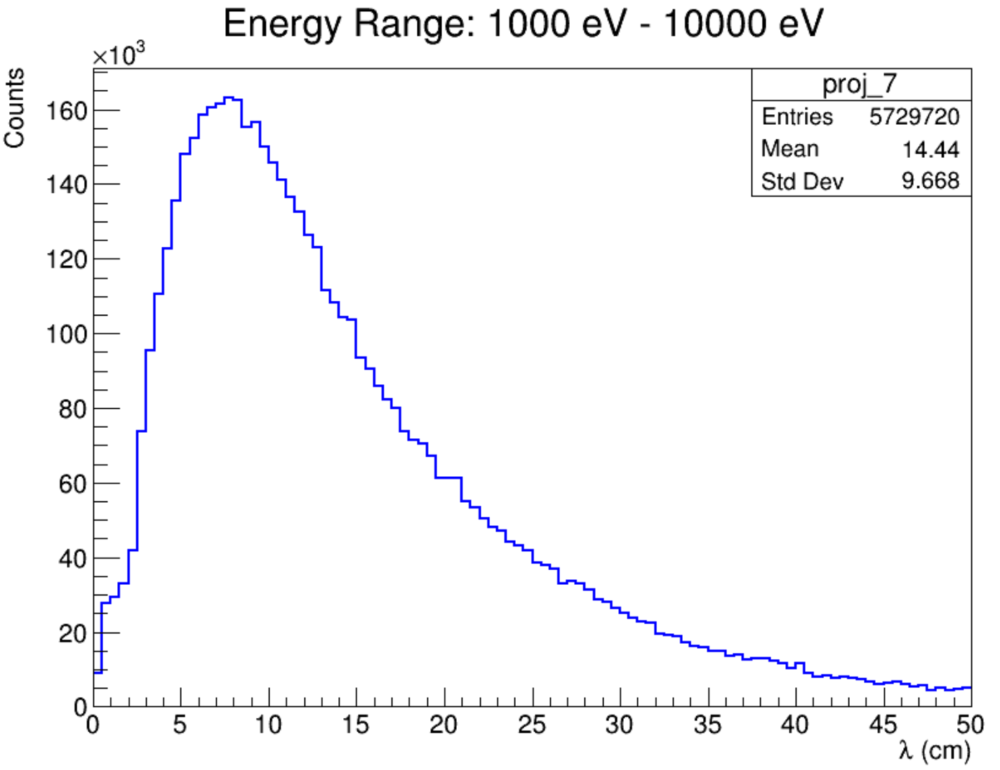 Energy Range: 1000 eV - 10000 eV
×10³
Counts
proj_7
Entries 5729720
Mean 14.44
Std Dev 9.668
160
140
120
100
80
60
40
20
0
0 5 10 15 20 25 30 35 40 45 50
λ (cm)